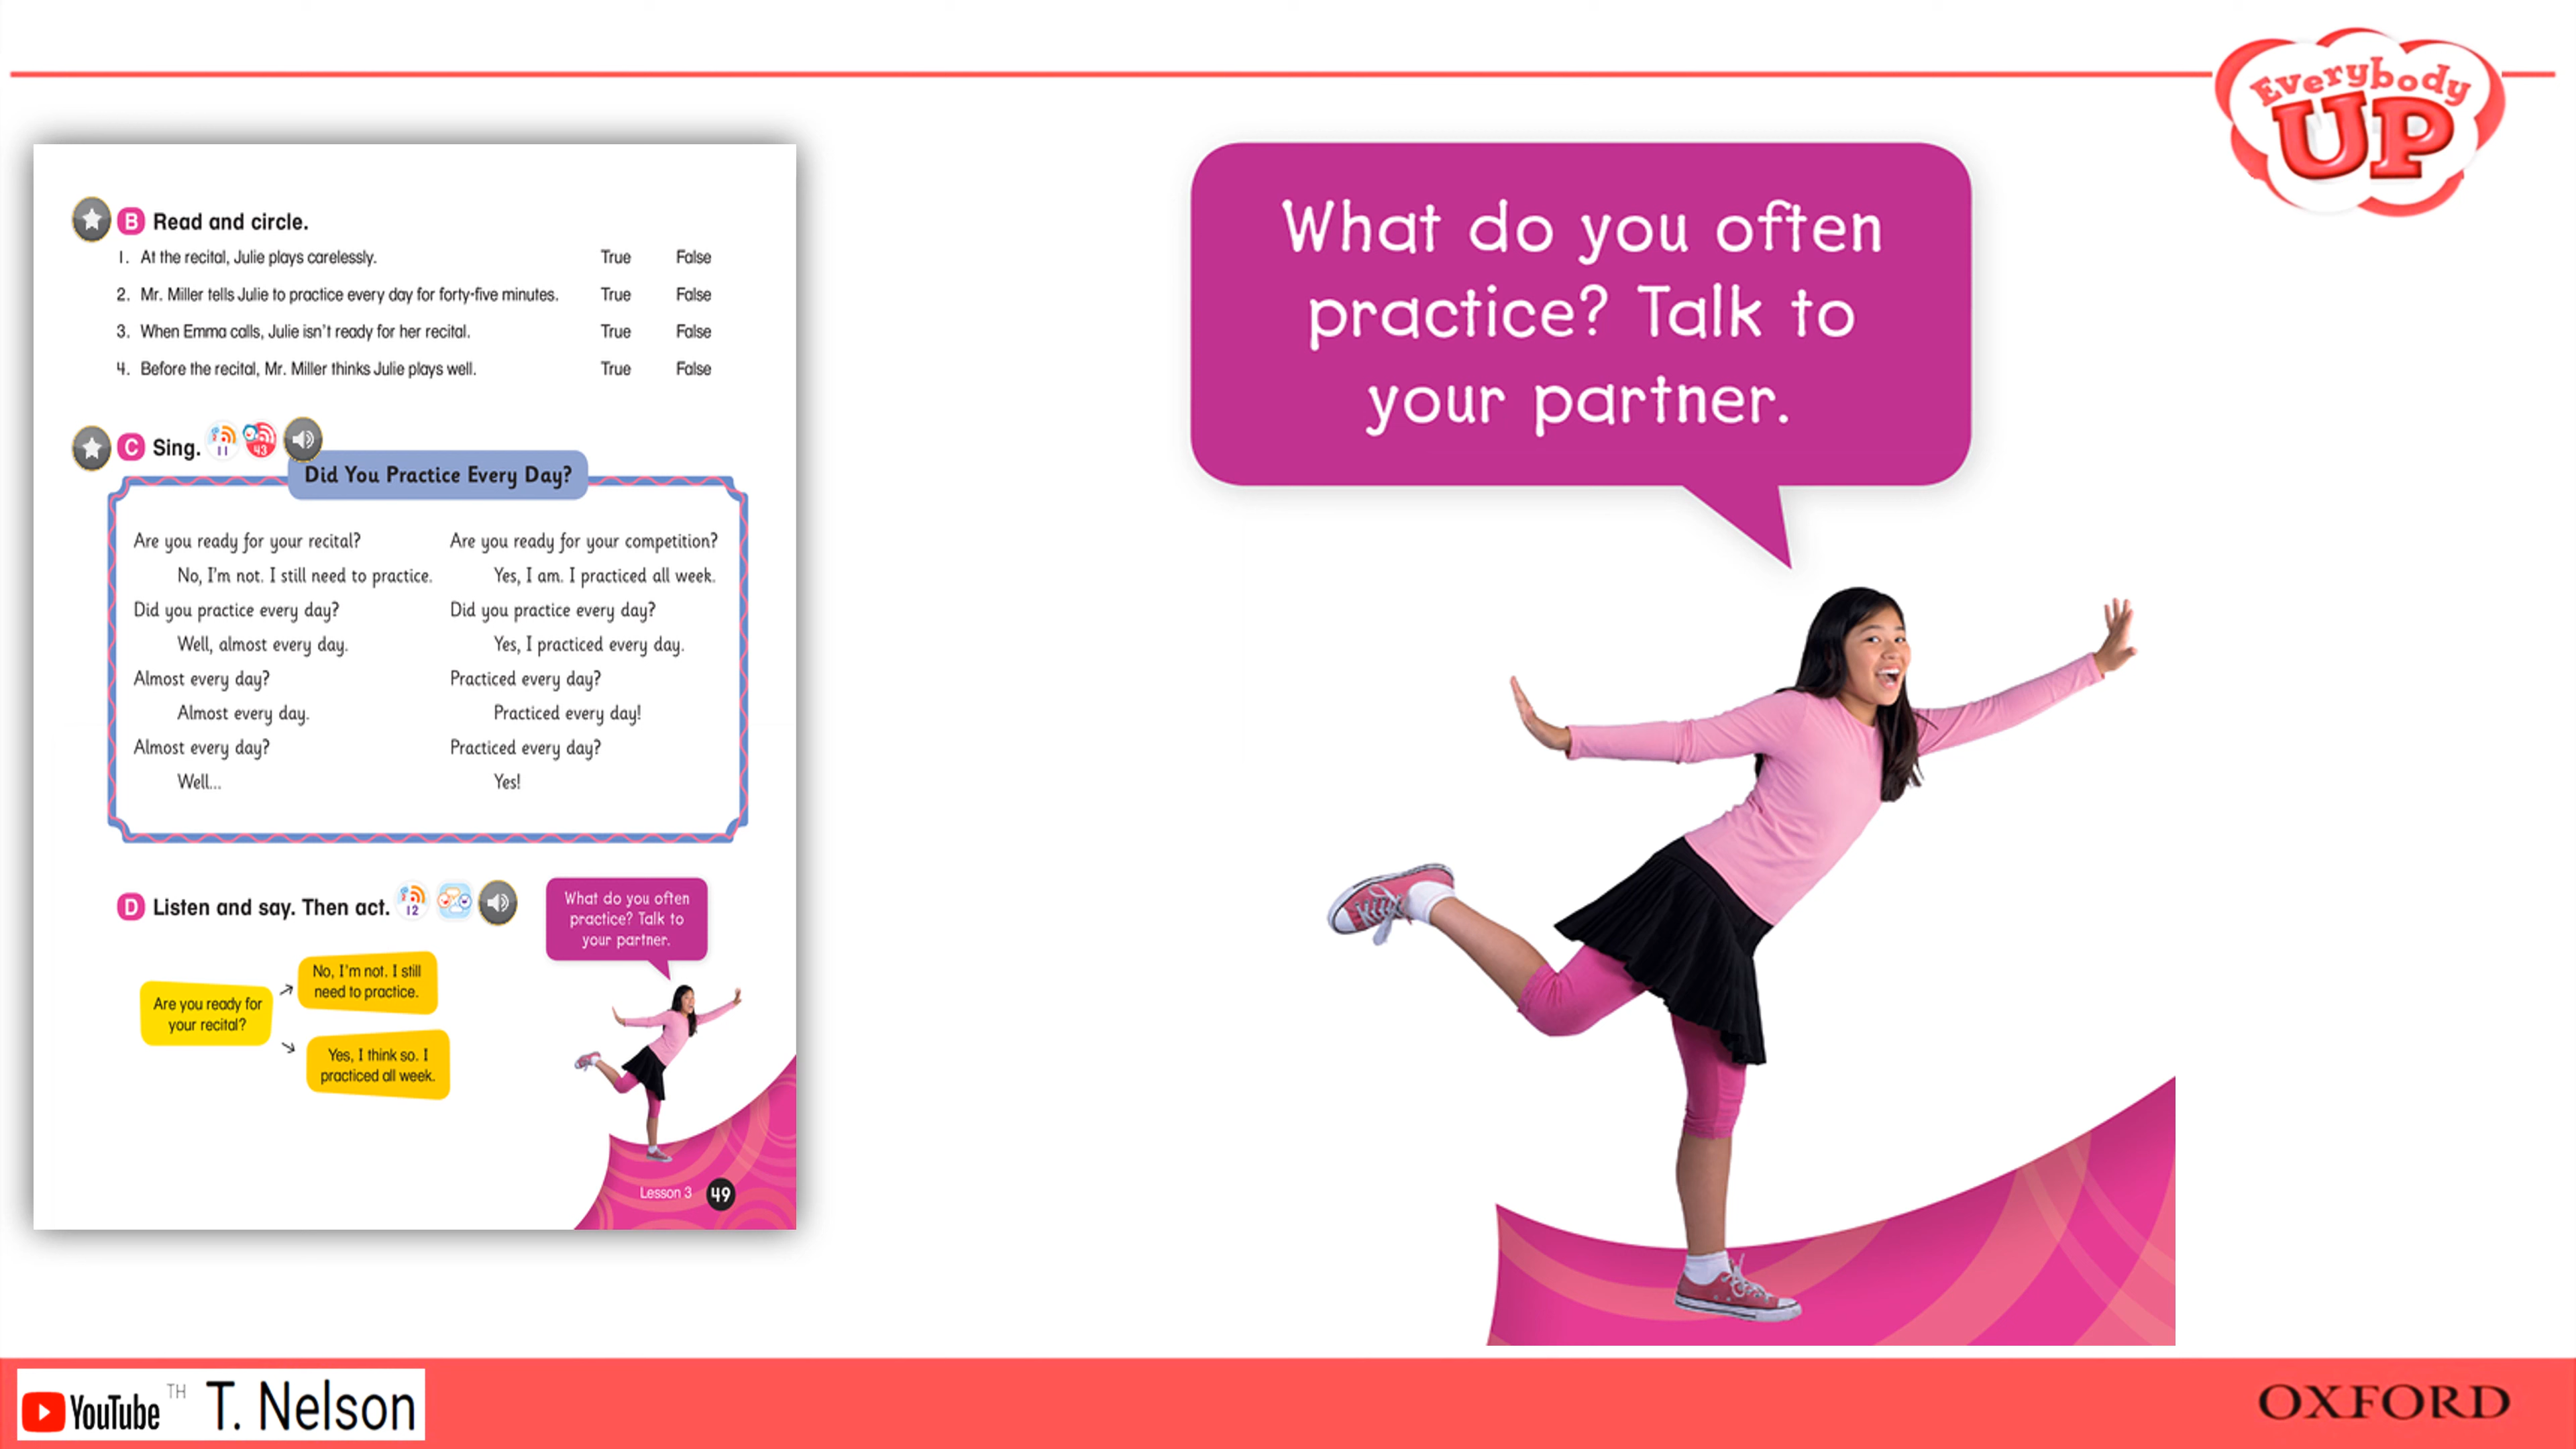 Everybody
UP
B Read and circle.
1. At the recital, Julie plays carelessly. True False
2. Mr. Miller tells Julie to practice every day for forty-five minutes. True False
3. When Emma calls, Julie isn't ready for her recital. True False
4. Before the recital, Mr. Miller thinks Julie plays well. True False
C Sing. 11 43
Did You Practice Every Day?
Are you ready for your recital?
No, I'm not. I still need to practice.
Did you practice every day?
Well, almost every day.
Almost every day?
Almost every day.
Almost every day?
Well...
Are you ready for your competition?
Yes, I am. I practiced all week.
Did you practice every day?
Yes, I practiced every day.
Practiced every day?
Practiced every day!
Practiced every day?
Yes!
D Listen and say. Then act. 12
Are you ready for
your recital?
No, I'm not. I still
need to practice.
Yes, I think so. I
practiced all week.
What do you often
practice? Talk to
your partner.
Lesson 3 49
What do you often
practice? Talk to
your partner.
YouTube TH T. Nelson
OXFORD